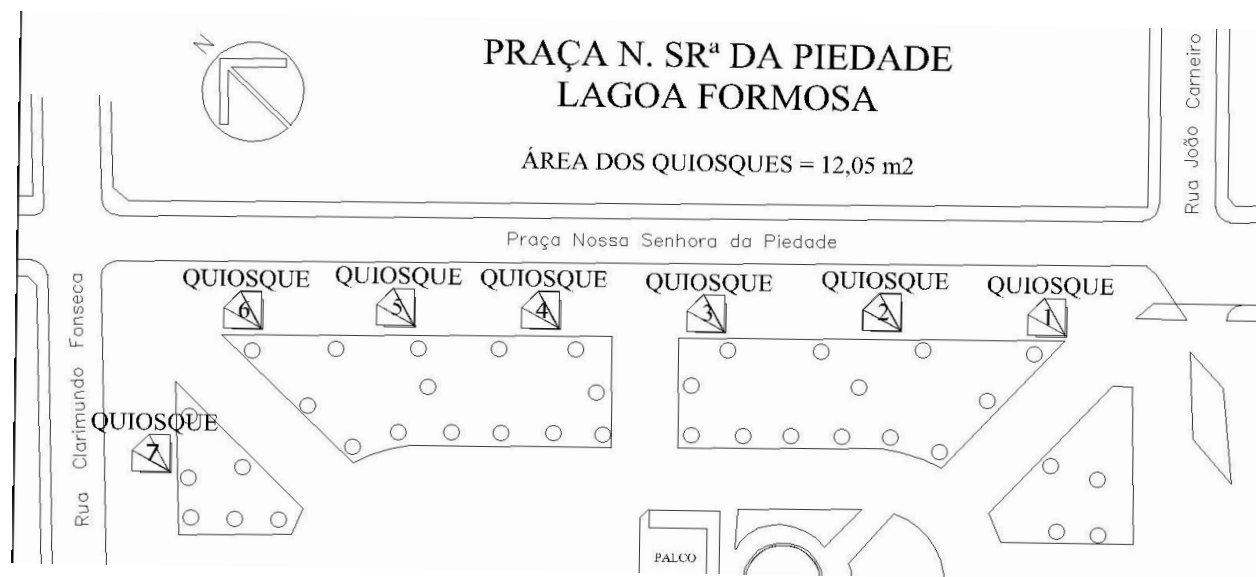 N
PRAÇA N. SRª DA PIEDADE
LAGOA FORMOSA
ÁREA DOS QUIOSQUES = 12,05 m2
Rua João Carneiro
Praça Nossa Senhora da Piedade
QUIOSQUE
6
QUIOSQUE
5
QUIOSQUE
4
QUIOSQUE
3
QUIOSQUE
2
QUIOSQUE
1
Rua Clarimundo Fonseca
QUIOSQUE
7
PALCO